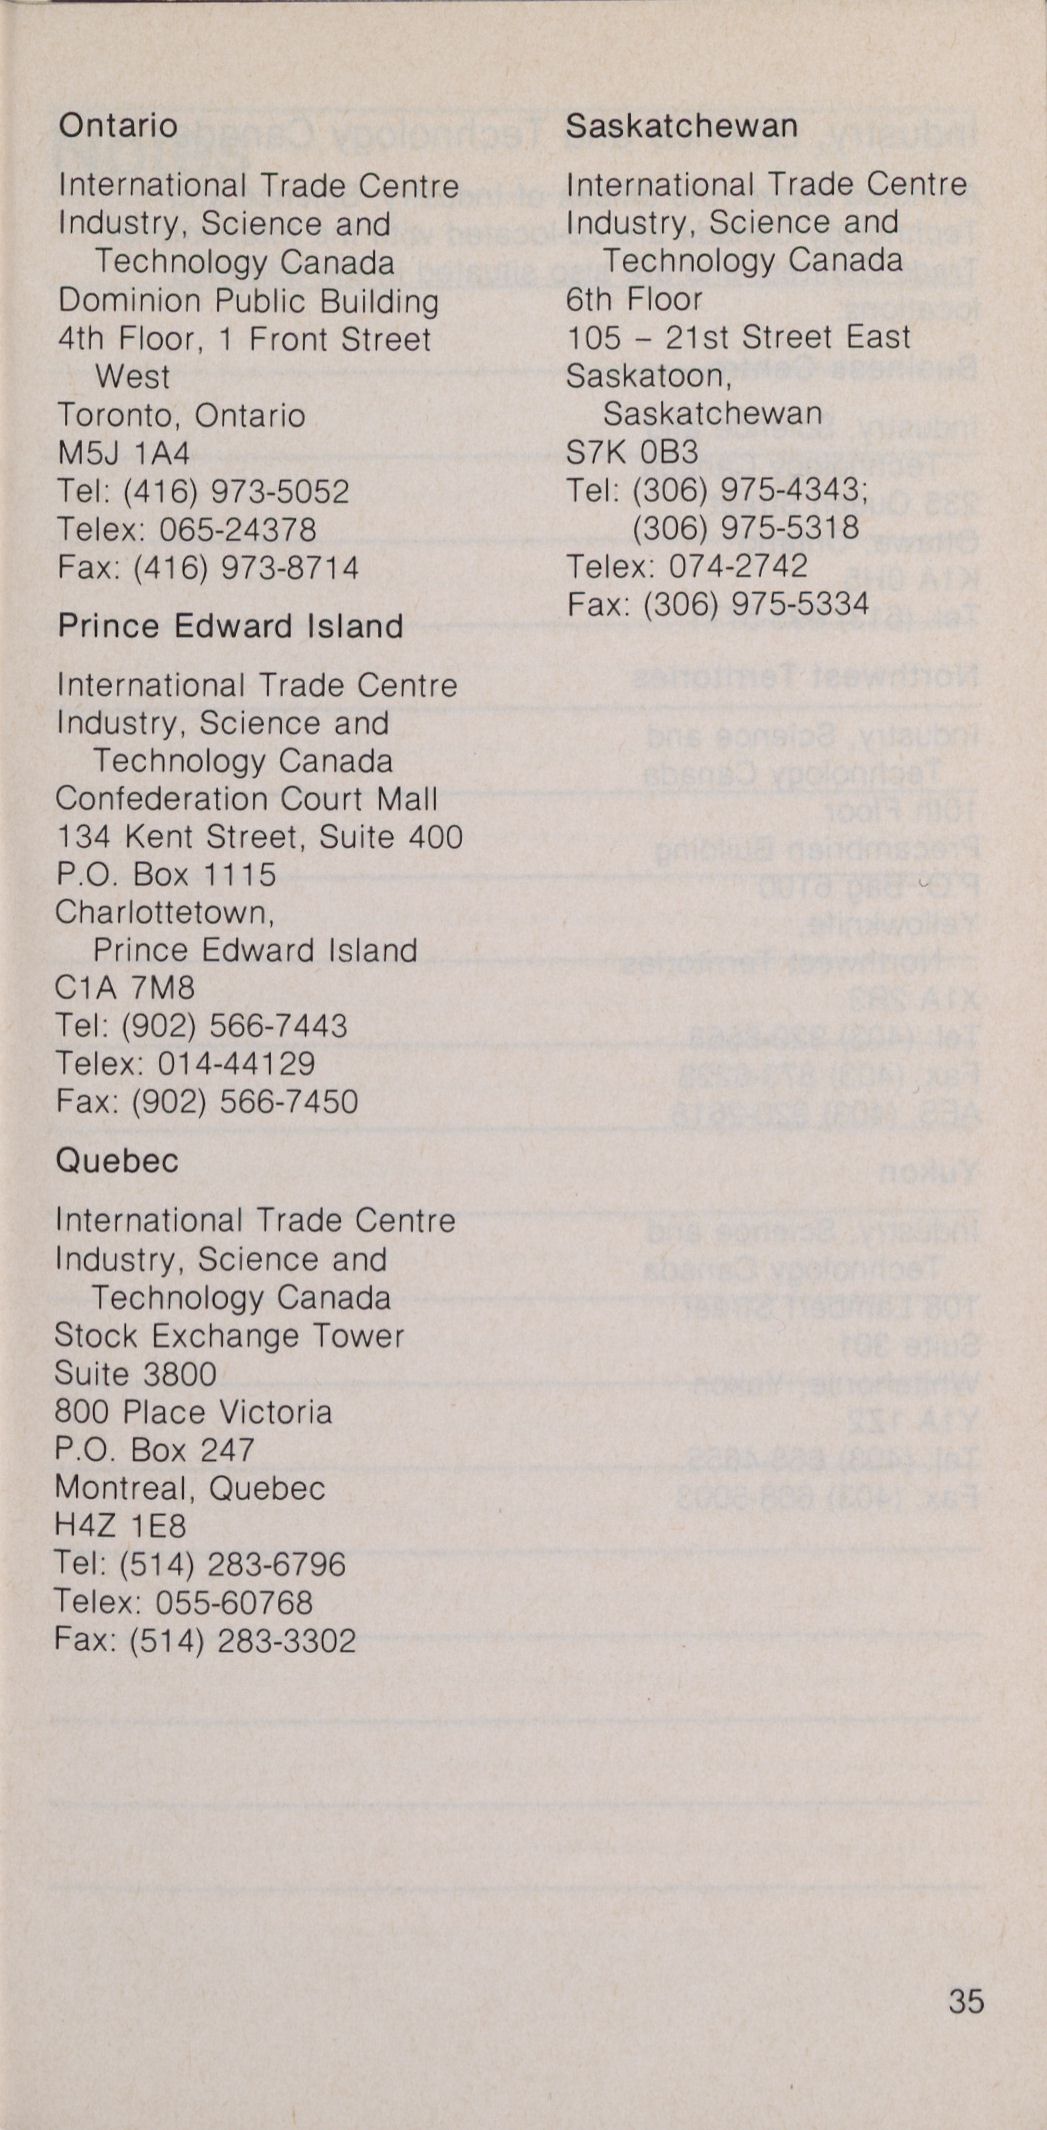 Ontario
International Trade Centre
Industry, Science and
Technology Canada
Dominion Public Building
4th Floor, 1 Front Street
West
Toronto, Ontario
M5J 1A4
Tel: (416) 973-5052
Telex: 065-24378
Fax: (416) 973-8714
Prince Edward Island
International Trade Centre
Industry, Science and
Technology Canada
Confederation Court Mall
134 Kent Street, Suite 400
P.O. Box 1115
Charlottetown,
Prince Edward Island
C1A 7M8
Tel: (902) 566-7443
Telex: 014-44129
Fax: (902) 566-7450
Quebec
International Trade Centre
Industry, Science and
Technology Canada
Stock Exchange Tower
Suite 3800
800 Place Victoria
P.O. Box 247
Montreal, Quebec
H4Z 1E8
Tel: (514) 283-6796
Telex: 055-60768
Fax: (514) 283-3302
Saskatchewan
International Trade Centre
Industry, Science and
Technology Canada
6th Floor
105 – 21st Street East
Saskatoon,
Saskatchewan
S7K 0B3
Tel: (306) 975-4343;
(306) 975-5318
Telex: 074-2742
Fax: (306) 975-5334
35